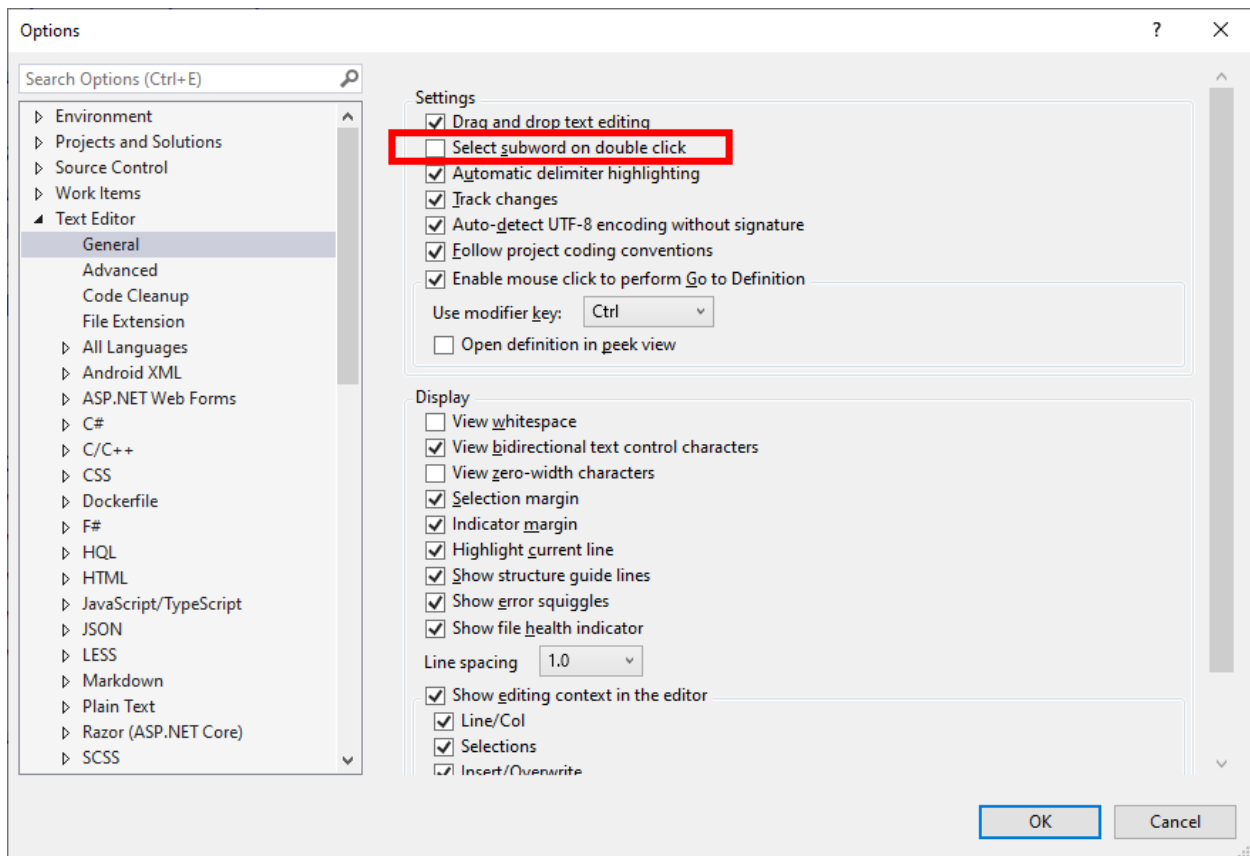 Options
?
Search Options (Ctrl+E)
Environment
Projects and Solutions
Source Control
Work Items
Text Editor
General
Advanced
Code Cleanup
File Extension
All Languages
Android XML
ASP.NET Web Forms
C#
C/C++
CSS
Dockerfile
F#
HQL
HTML
JavaScript/TypeScript
JSON
LESS
Markdown
Plain Text
Razor (ASP.NET Core)
SCSS
Settings
Drag and drop text editing
Select subword on double click
Automatic delimiter highlighting
Track changes
Auto-detect UTF-8 encoding without signature
Follow project coding conventions
Enable mouse click to perform Go to Definition
Use modifier key: Ctrl
Open definition in peek view
Display
View whitespace
View bidirectional text control characters
View zero-width characters
Selection margin
Indicator margin
Highlight current line
Show structure guide lines
Show error squiggles
Show file health indicator
Line spacing 1.0
Show editing context in the editor
Line/Col
Selections
Insert/Overwrite
OK Cancel